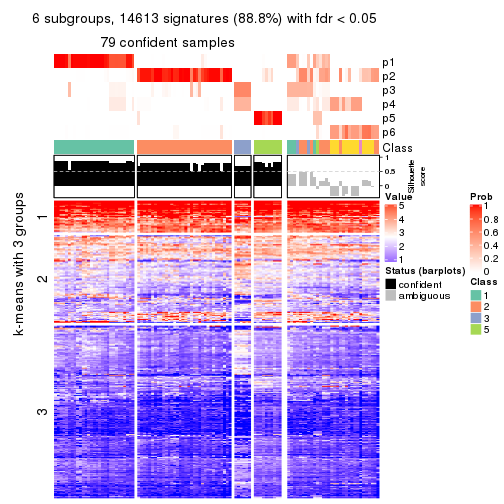 6 subgroups, 14613 signatures (88.8%) with fdr < 0.05
79 confident samples
p1
p2
p3
p4
p5
p6
Class
1
0.5
0
Silhouette
score
k-means with 3 groups
1
2
3
Value
5
4
3
2
1
Status (barplots)
confident
ambiguous
Prob
1
0.8
0.6
0.4
0.2
0
Class
1
2
3
5